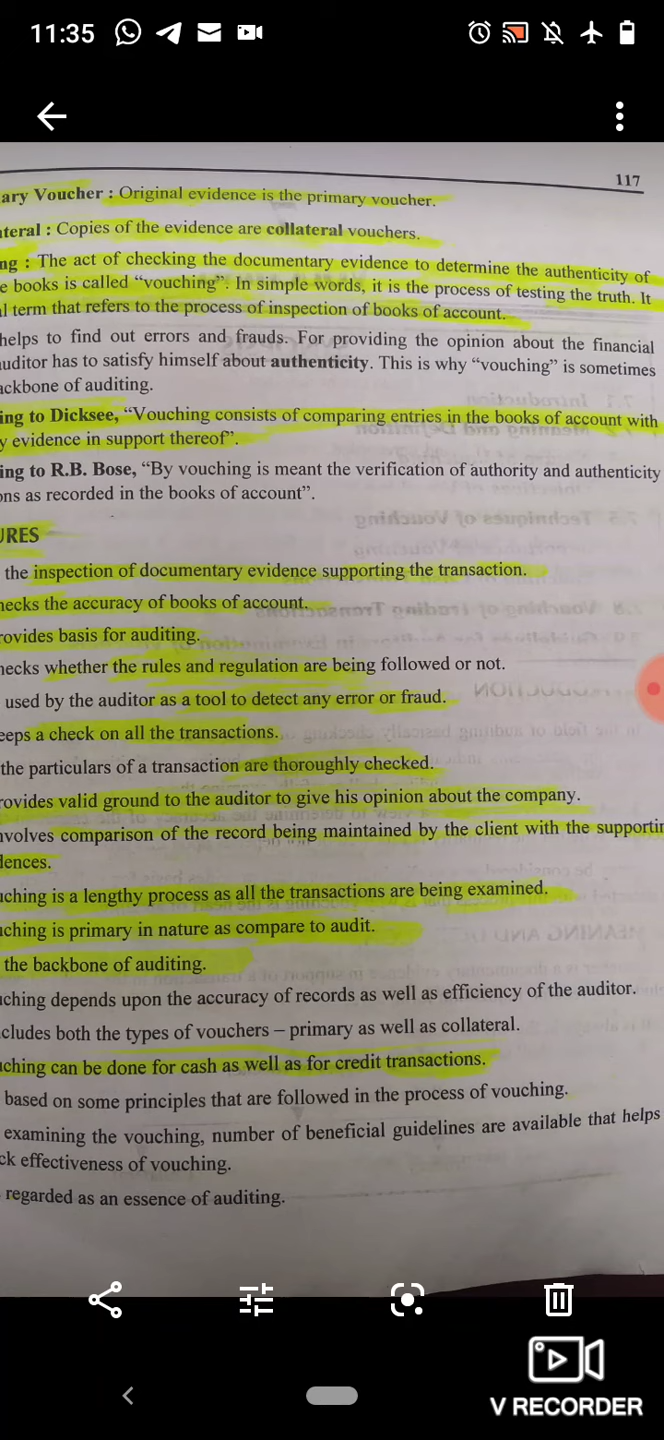 11:35
117
ary Voucher : Original evidence is the primary voucher.
ateral : Copies of the evidence are collateral vouchers.
ng : The act of checking the documentary evidence to determine the authenticity of
e books is called “vouching”. In simple words, it is the process of testing the truth. It
l term that refers to the process of inspection of books of account.
helps to find out errors and frauds. For providing the opinion about the financial
uditor has to satisfy himself about authenticity. This is why “vouching” is sometimes
ackbone of auditing.
ing to Dicksee, “Vouching consists of comparing entries in the books of account with
y evidence in support thereof”.
ing to R.B. Bose, “By vouching is meant the verification of authority and authenticity
ons as recorded in the books of account”.
URES
the inspection of documentary evidence supporting the transaction.
hecks the accuracy of books of account.
rovides basis for auditing.
hecks whether the rules and regulation are being followed or not.
used by the auditor as a tool to detect any error or fraud.
eeps a check on all the transactions.
the particulars of a transaction are thoroughly checked.
rovides valid ground to the auditor to give his opinion about the company.
nvolves comparison of the record being maintained by the client with the supportin
dences.
uching is a lengthy process as all the transactions are being examined.
uching is primary in nature as compare to audit.
the backbone of auditing.
uching depends upon the accuracy of records as well as efficiency of the auditor.
cludes both the types of vouchers – primary as well as collateral.
uching can be done for cash as well as for credit transactions.
based on some principles that are followed in the process of vouching.
examining the vouching, number of beneficial guidelines are available that helps
ck effectiveness of vouching.
regarded as an essence of auditing.
V RECORDER